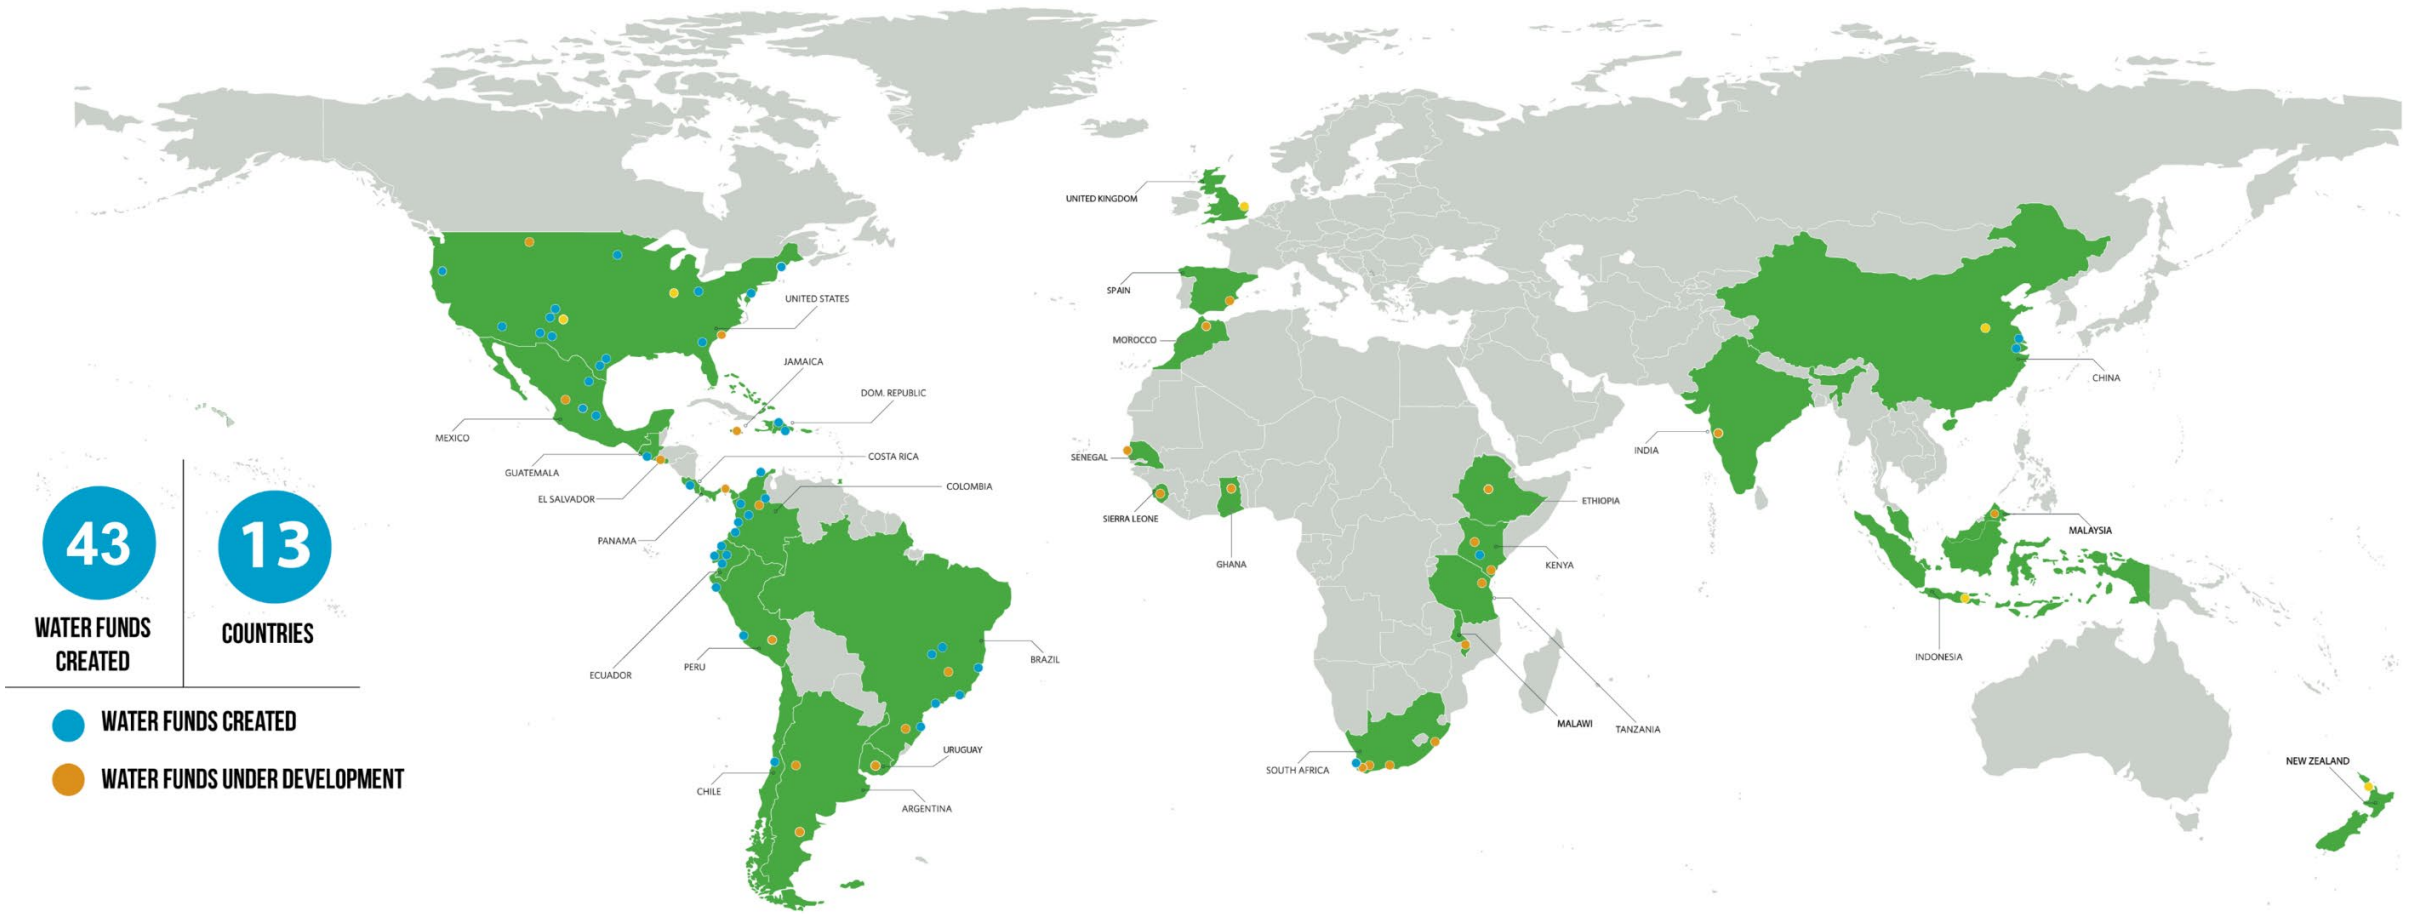 UNITED KINGDOM
SPAIN
UNITED STATES
MOROCCO
JAMAICA
CHINA
DOM. REPUBLIC
MEXICO
INDIA
COSTA RICA
SENEGAL
GUATEMALA
COLOMBIA
EL SALVADOR
ETHIOPIA
SIERRA LEONE
MALAYSIA
PANAMA
GHANA
KENYA
43
13
WATER FUNDS
CREATED
COUNTRIES
INDONESIA
BRAZIL
PERU
ECUADOR
WATER FUNDS CREATED
MALAWI
TANZANIA
URUGUAY
NEW ZEALAND
SOUTH AFRICA
WATER FUNDS UNDER DEVELOPMENT
CHILE
ARGENTINA